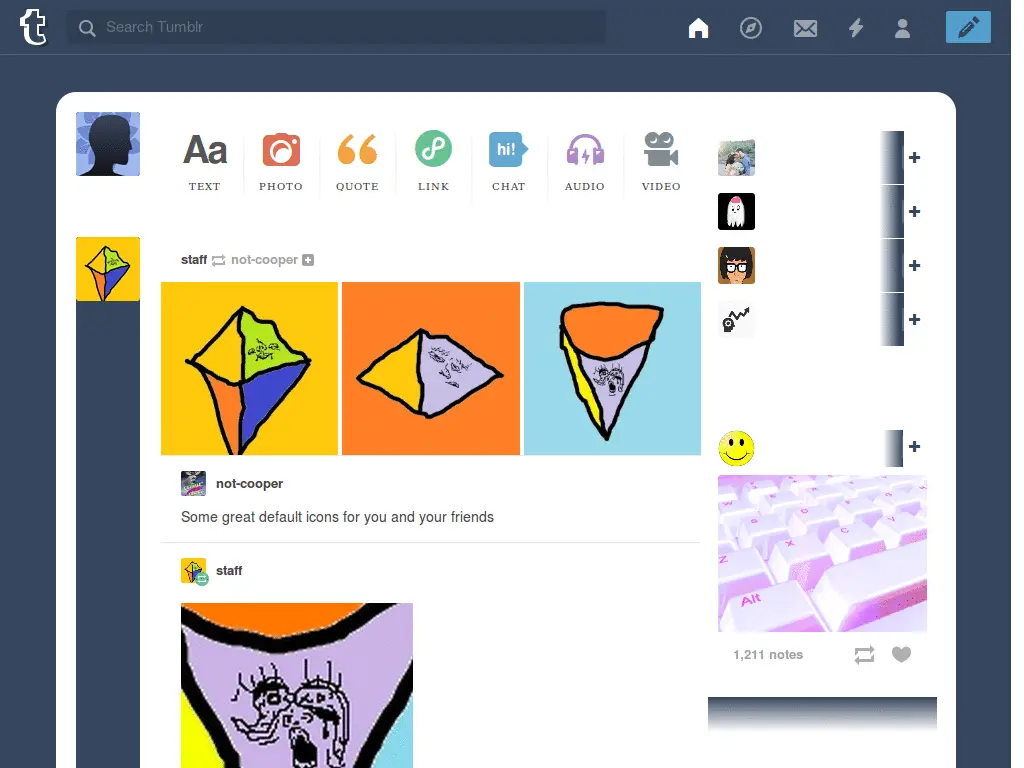 t
Search Tumblr
Aa
hi!
TEXT
PHOTO
QUOTE
LINK
CHAT
AUDIO
VIDEO
staff not-cooper
not-cooper
Some great default icons for you and your friends
staff
Alt
Z
X
C
V
S
1,211 notes